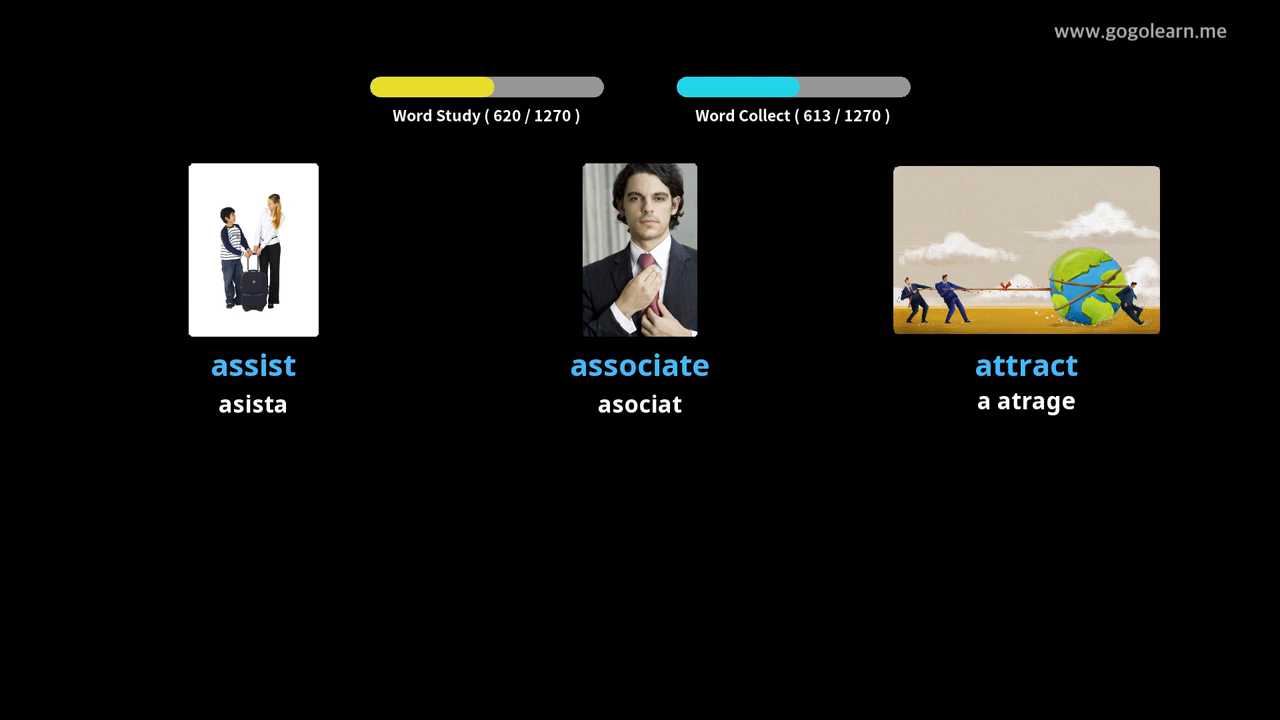 www.gogolearn.me
Word Study ( 620 / 1270 )
Word Collect ( 613 / 1270 )
assist
asista
associate
asociat
attract
a atrage